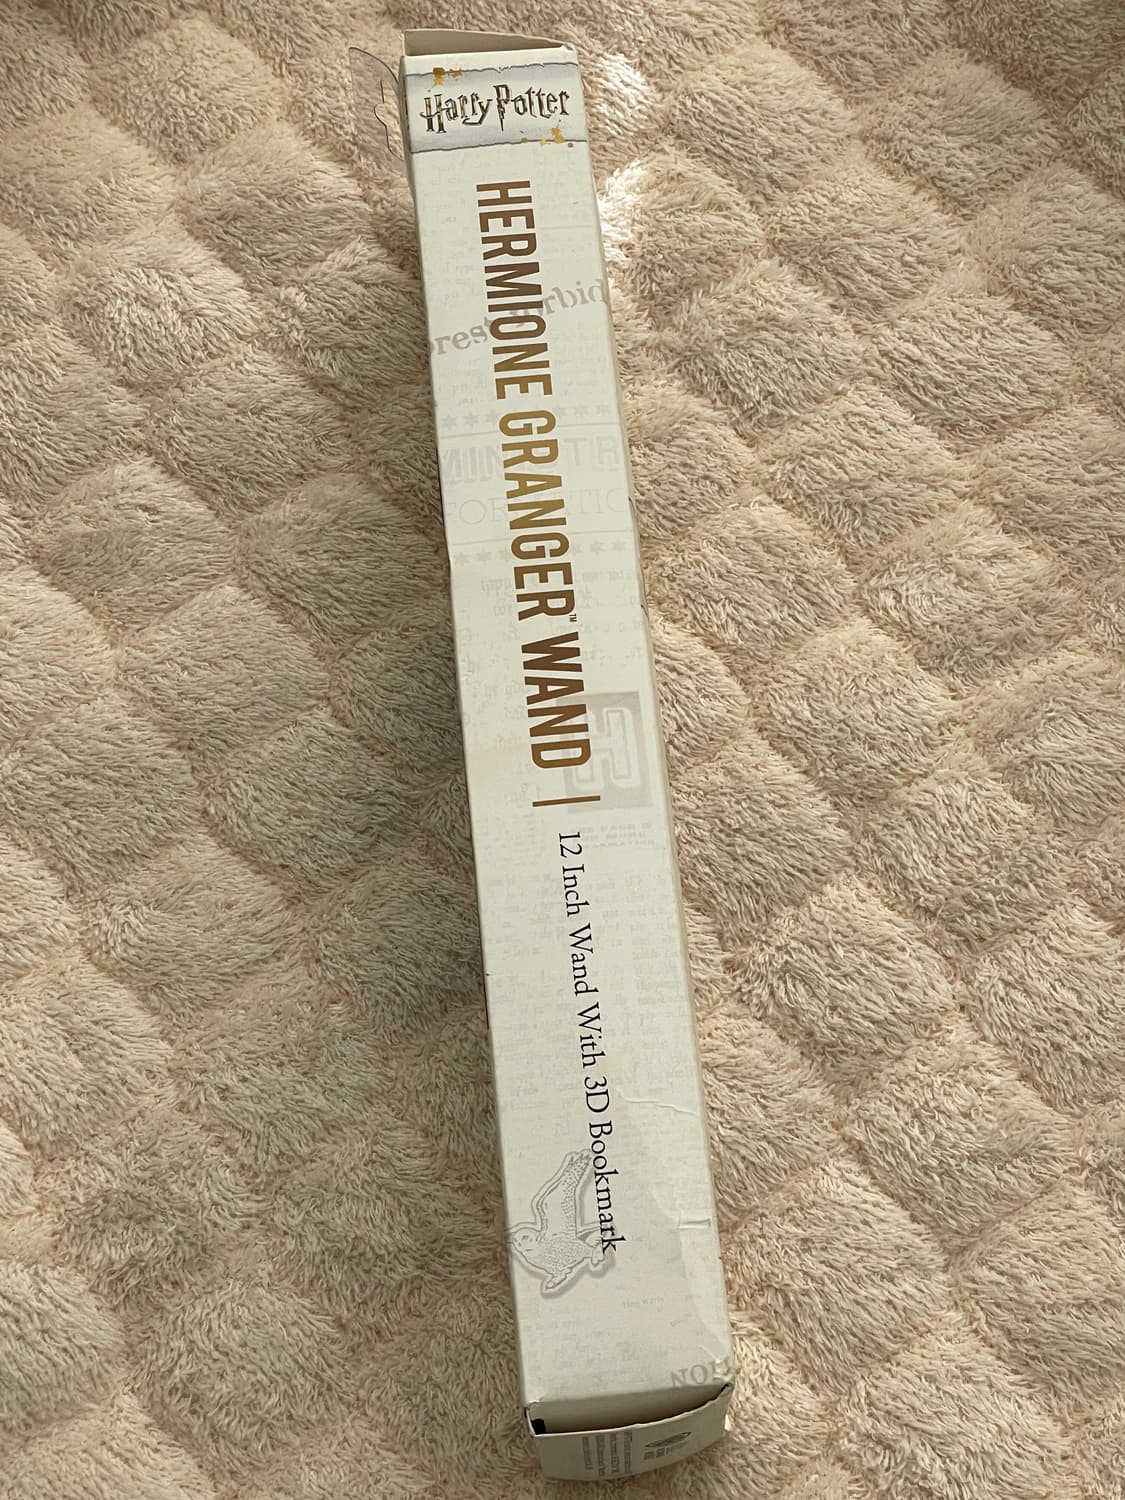 Harry Potter
HERMIONE GRANGER™ WAND | 12 Inch Wand With 3D Bookmark